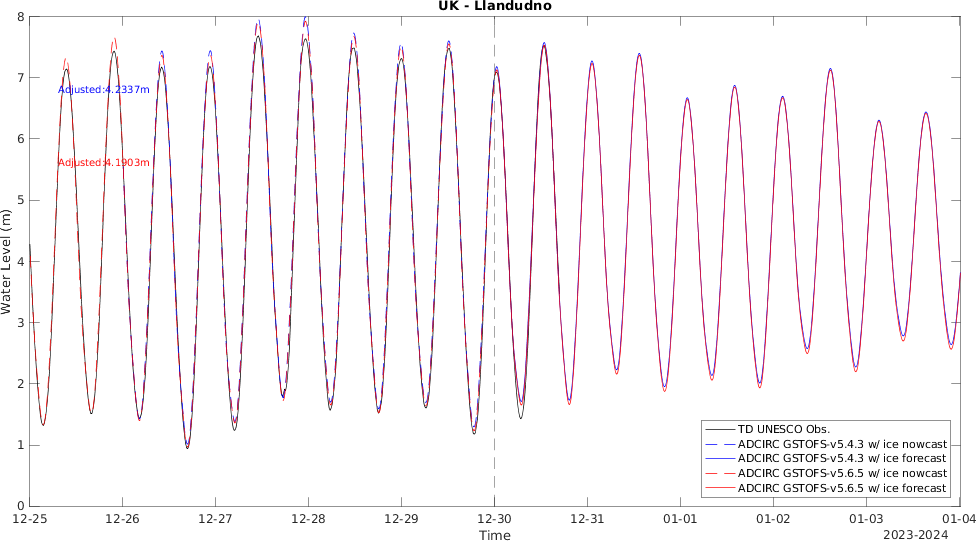 UK - Llandudno
8
7
6
5
4
3
2
1
0
Water Level (m)
Adjusted:4.2337m
Adjusted:4.1903m
TD UNESCO Obs.
ADCIRC GSTOFS-v5.4.3 w/ ice nowcast
ADCIRC GSTOFS-v5.4.3 w/ ice forecast
ADCIRC GSTOFS-v5.6.5 w/ ice nowcast
ADCIRC GSTOFS-v5.6.5 w/ ice forecast
12-25 12-26 12-27 12-28 12-29 12-30 12-31 01-01 01-02 01-03 01-04
Time
2023-2024